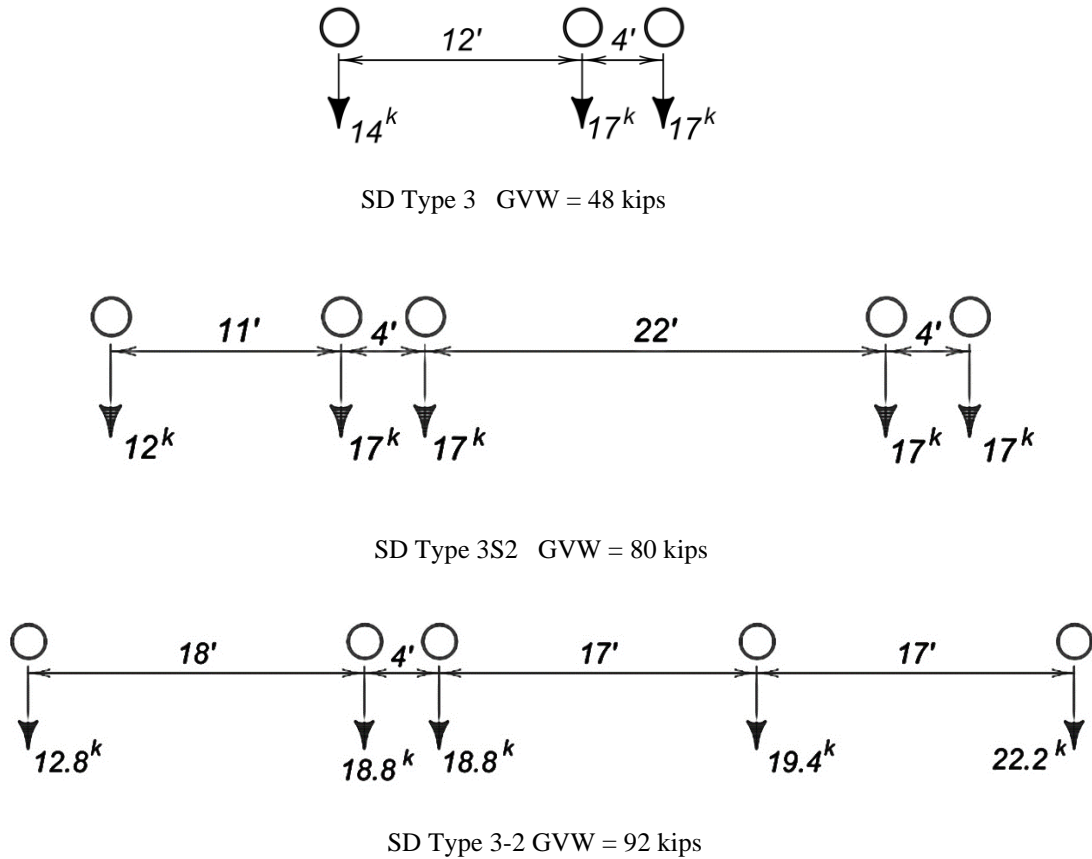 12' 4'
14k 17k 17k
SD Type 3 GVW = 48 kips
11' 4' 22' 4'
12k 17k 17k 17k 17k
SD Type 3S2 GVW = 80 kips
18' 4' 17' 17'
12.8k 18.8k 18.8k 19.4k 22.2k
SD Type 3-2 GVW = 92 kips